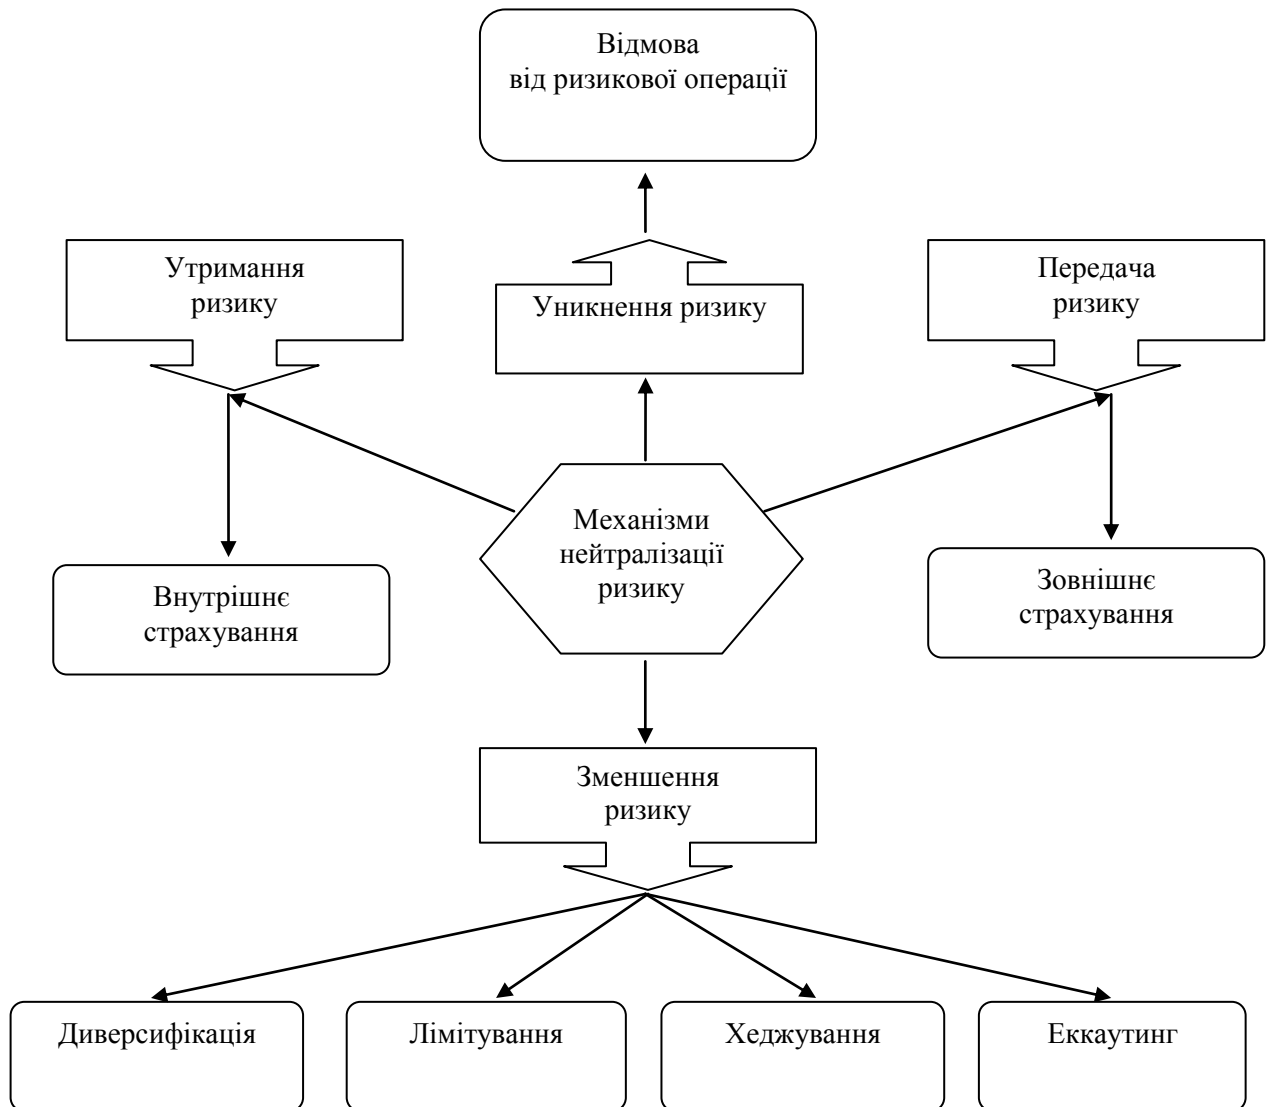 Відмова
від ризикової операції
Утримання
ризику
Уникнення ризику
Передача
ризику
Механізми
нейтралізації
ризику
Внутрішнє
страхування
Зовнішнє
страхування
Зменшення
ризику
Диверсифікація
Лімітування
Хеджування
Еккаутинг